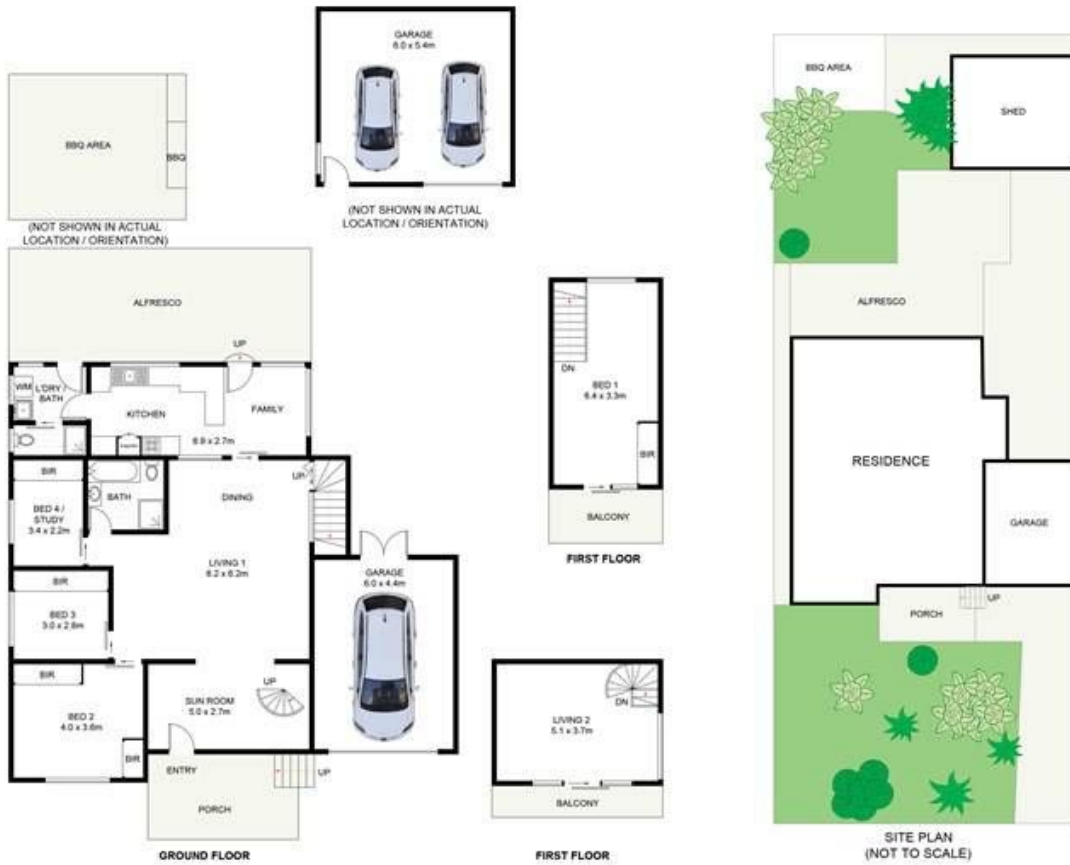 GARAGE
6.0 x 5.4m
(NOT SHOWN IN ACTUAL
LOCATION / ORIENTATION)
BBQ AREA
BBQ
(NOT SHOWN IN ACTUAL
LOCATION / ORIENTATION)
ALFRESCO
UP
WM
L'DRY /
BATH
KITCHEN
FAMILY
6.9 x 2.7m
BIR
BATH
DINING
UP
BED 4 /
STUDY
3.4 x 2.2m
LIVING 1
6.2 x 6.2m
GARAGE
6.0 x 4.4m
BIR
BED 3
3.0 x 2.8m
BIR
BED 2
4.0 x 3.6m
BIR
SUN ROOM
5.0 x 2.7m
UP
ENTRY
UP
PORCH
GROUND FLOOR
DN
BED 1
6.4 x 3.3m
BIR
BALCONY
FIRST FLOOR
DN
LIVING 2
5.1 x 3.7m
BALCONY
FIRST FLOOR
BBQ AREA
SHED
ALFRESCO
RESIDENCE
GARAGE
PORCH
UP
SITE PLAN
(NOT TO SCALE)